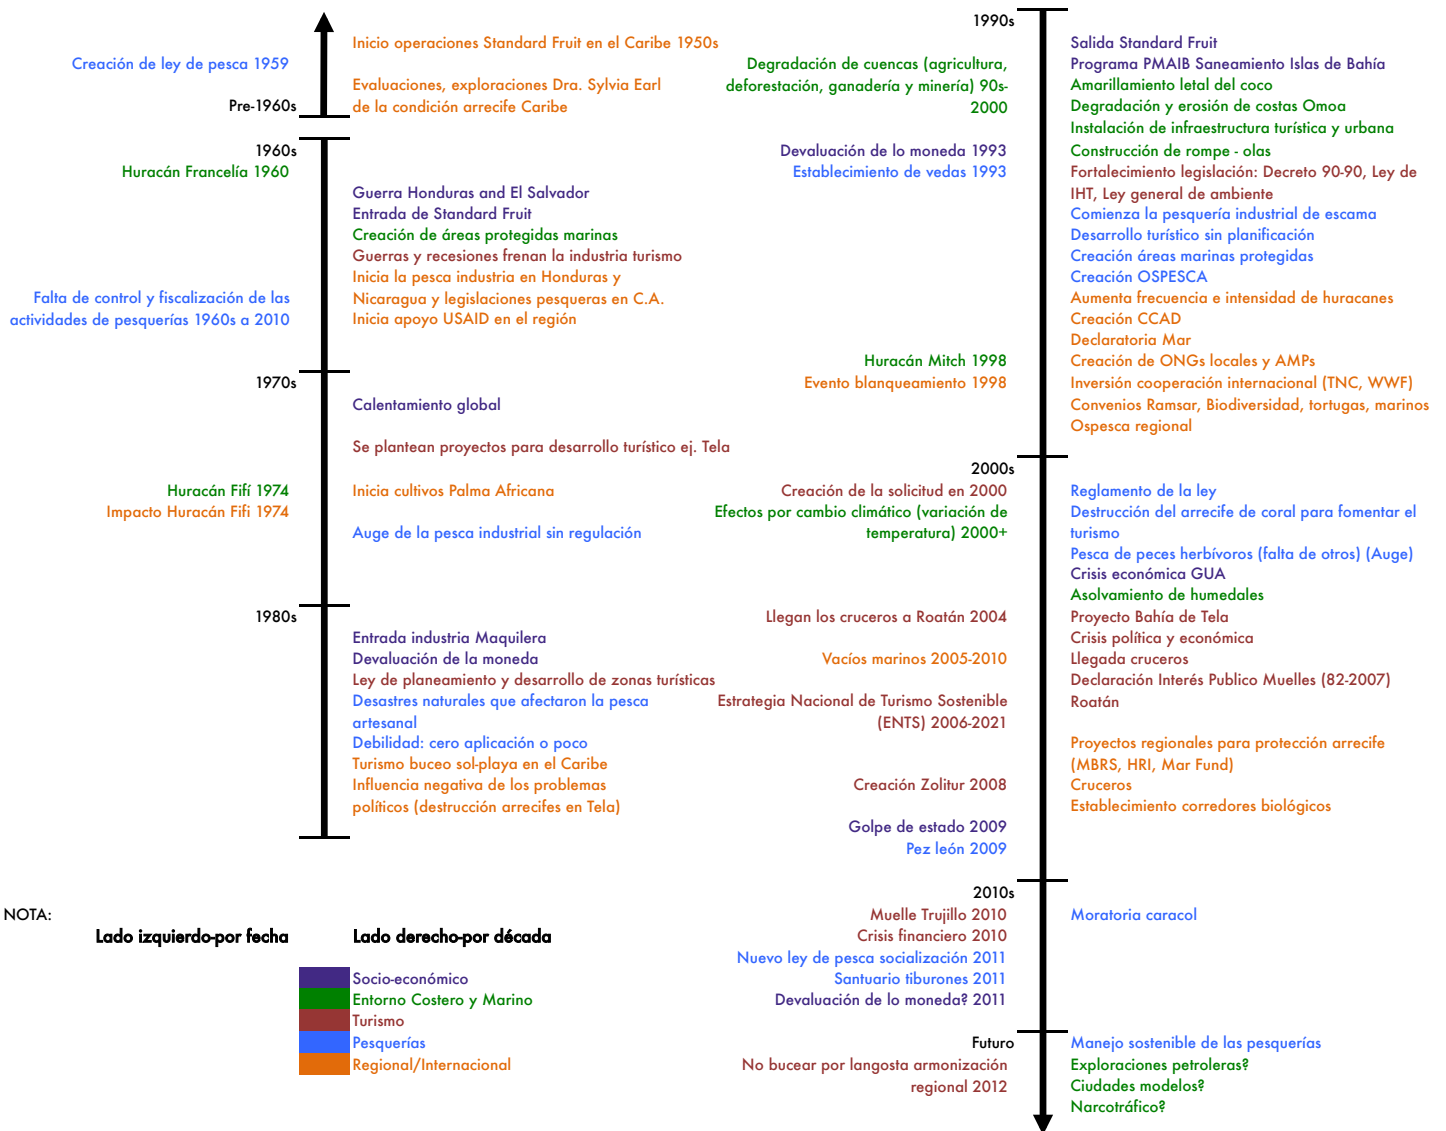 Inicio operaciones Standard Fruit en el Caribe 1950s
Creación de ley de pesca 1959
Evaluaciones, exploraciones Dra. Sylvia Earl
de la condición arrecife Caribe
Pre-1960s
1960s
Huracán Francelía 1960
Guerra Honduras and El Salvador
Entrada de Standard Fruit
Creación de áreas protegidas marinas
Guerras y recesiones frenan la industria turismo
Inicia la pesca industria en Honduras y
Nicaragua y legislaciones pesqueras en C.A.
Inicia apoyo USAID en el región
Falta de control y fiscalización de las
actividades de pesquerías 1960s a 2010
1970s
Calentamiento global
Se plantean proyectos para desarrollo turístico ej. Tela
Huracán Fifí 1974
Impacto Huracán Fifi 1974
Inicia cultivos Palma Africana
Auge de la pesca industrial sin regulación
1980s
Entrada industria Maquilera
Devaluación de la moneda
Ley de planeamiento y desarrollo de zonas turísticas
Desastres naturales que afectaron la pesca
artesanal
Debilidad: cero aplicación o poco
Turismo buceo sol-playa en el Caribe
Influencia negativa de los problemas
políticos (destrucción arrecifes en Tela)
NOTA:
Lado izquierdo-por fecha
Lado derecho-por década
Socio-económico
Entorno Costero y Marino
Turismo
Pesquerías
Regional/Internacional
1990s
Degradación de cuencas (agricultura,
deforestación, ganadería y minería) 90s-
2000
Devaluación de lo moneda 1993
Establecimiento de vedas 1993
Huracán Mitch 1998
Evento blanqueamiento 1998
Salida Standard Fruit
Programa PMAIB Saneamiento Islas de Bahía
Amarillamiento letal del coco
Degradación y erosión de costas Omoa
Instalación de infraestructura turística y urbana
Construcción de rompe - olas
Fortalecimiento legislación: Decreto 90-90, Ley de
IHT, Ley general de ambiente
Comienza la pesquería industrial de escama
Desarrollo turístico sin planificación
Creación áreas marinas protegidas
Creación OSPESCA
Aumenta frecuencia e intensidad de huracanes
Creación CCAD
Declaratoria Mar
Creación de ONGs locales y AMPs
Inversión cooperación internacional (TNC, WWF)
Convenios Ramsar, Biodiversidad, tortugas, marinos
Ospesca regional
2000s
Creación de la solicitud en 2000
Efectos por cambio climático (variación de
temperatura) 2000+
Llegan los cruceros a Roatán 2004
Vacíos marinos 2005-2010
Estrategia Nacional de Turismo Sostenible
(ENTS) 2006-2021
Creación Zolitur 2008
Golpe de estado 2009
Pez león 2009
Reglamento de la ley
Destrucción del arrecife de coral para fomentar el
turismo
Pesca de peces herbívoros (falta de otros) (Auge)
Crisis económica GUA
Asolvamiento de humedales
Proyecto Bahía de Tela
Crisis política y económica
Llegada cruceros
Declaración Interés Publico Muelles (82-2007)
Roatán
Proyectos regionales para protección arrecife
(MBRS, HRI, Mar Fund)
Cruceros
Establecimiento corredores biológicos
2010s
Muelle Trujillo 2010
Crisis financiero 2010
Nuevo ley de pesca socialización 2011
Santuario tiburones 2011
Devaluación de lo moneda? 2011
Moratoria caracol
Futuro
No bucear por langosta armonización
regional 2012
Manejo sostenible de las pesquerías
Exploraciones petroleras?
Ciudades modelos?
Narcotráfico?